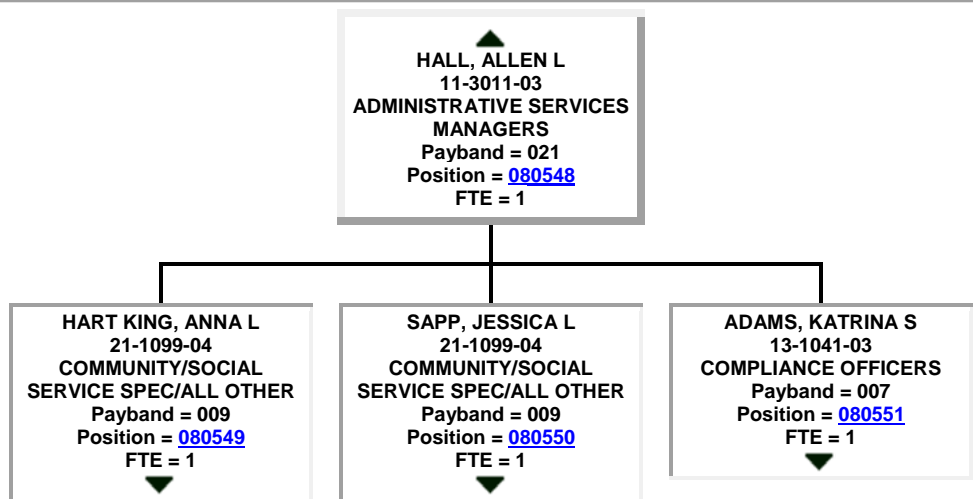 HALL, ALLEN L
11-3011-03
ADMINISTRATIVE SERVICES
MANAGERS
Payband = 021
Position = 080548
FTE = 1
HART KING, ANNA L
21-1099-04
COMMUNITY/SOCIAL
SERVICE SPEC/ALL OTHER
Payband = 009
Position = 080549
FTE = 1
SAPP, JESSICA L
21-1099-04
COMMUNITY/SOCIAL
SERVICE SPEC/ALL OTHER
Payband = 009
Position = 080550
FTE = 1
ADAMS, KATRINA S
13-1041-03
COMPLIANCE OFFICERS
Payband = 007
Position = 080551
FTE = 1